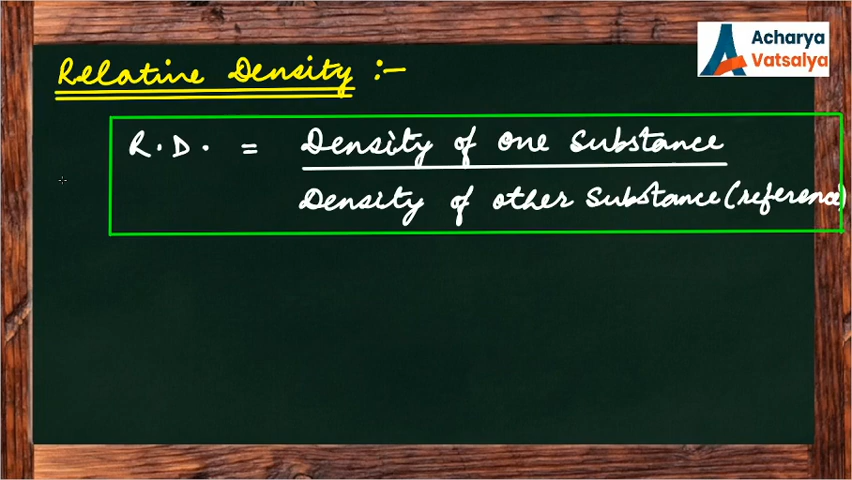 Acharya
Vatsalya
Relative Density :-
R.D. = Density of one substance
Density of other substance (reference)